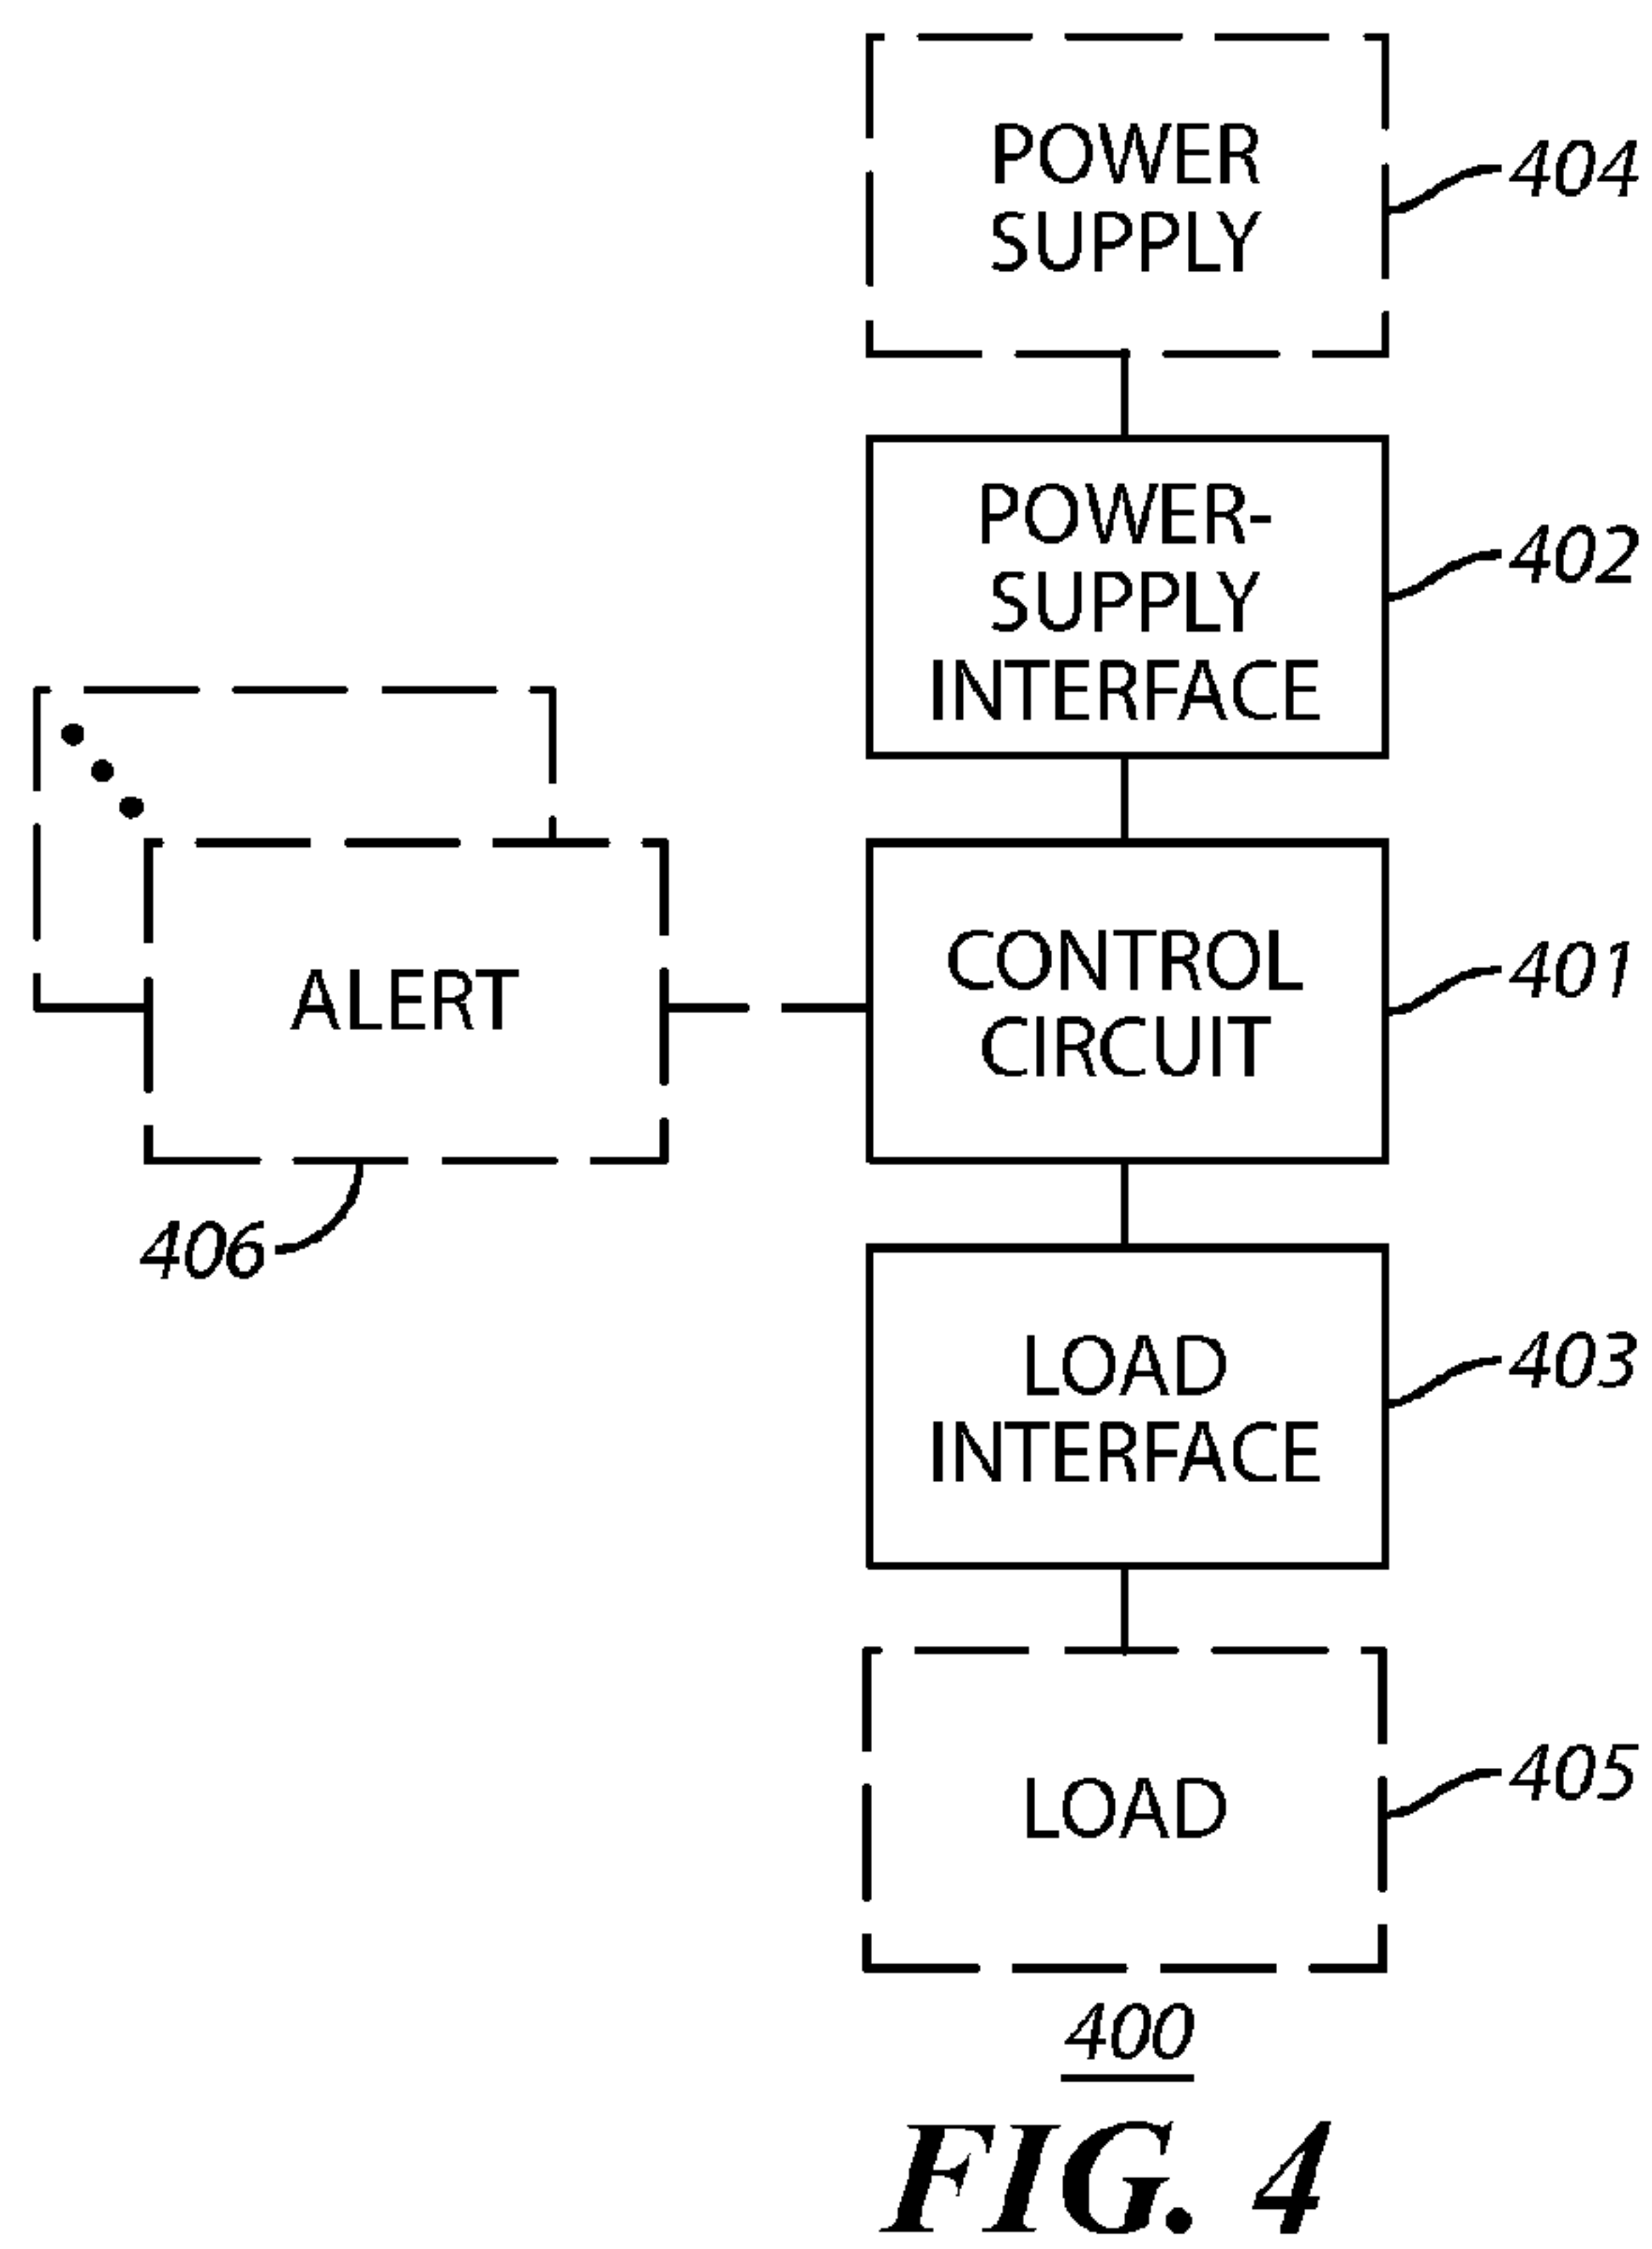 POWER
SUPPLY
404
POWER-
SUPPLY
INTERFACE
402
CONTROL
CIRCUIT
401
ALERT
406
LOAD
INTERFACE
403
LOAD
405
400
FIG. 4